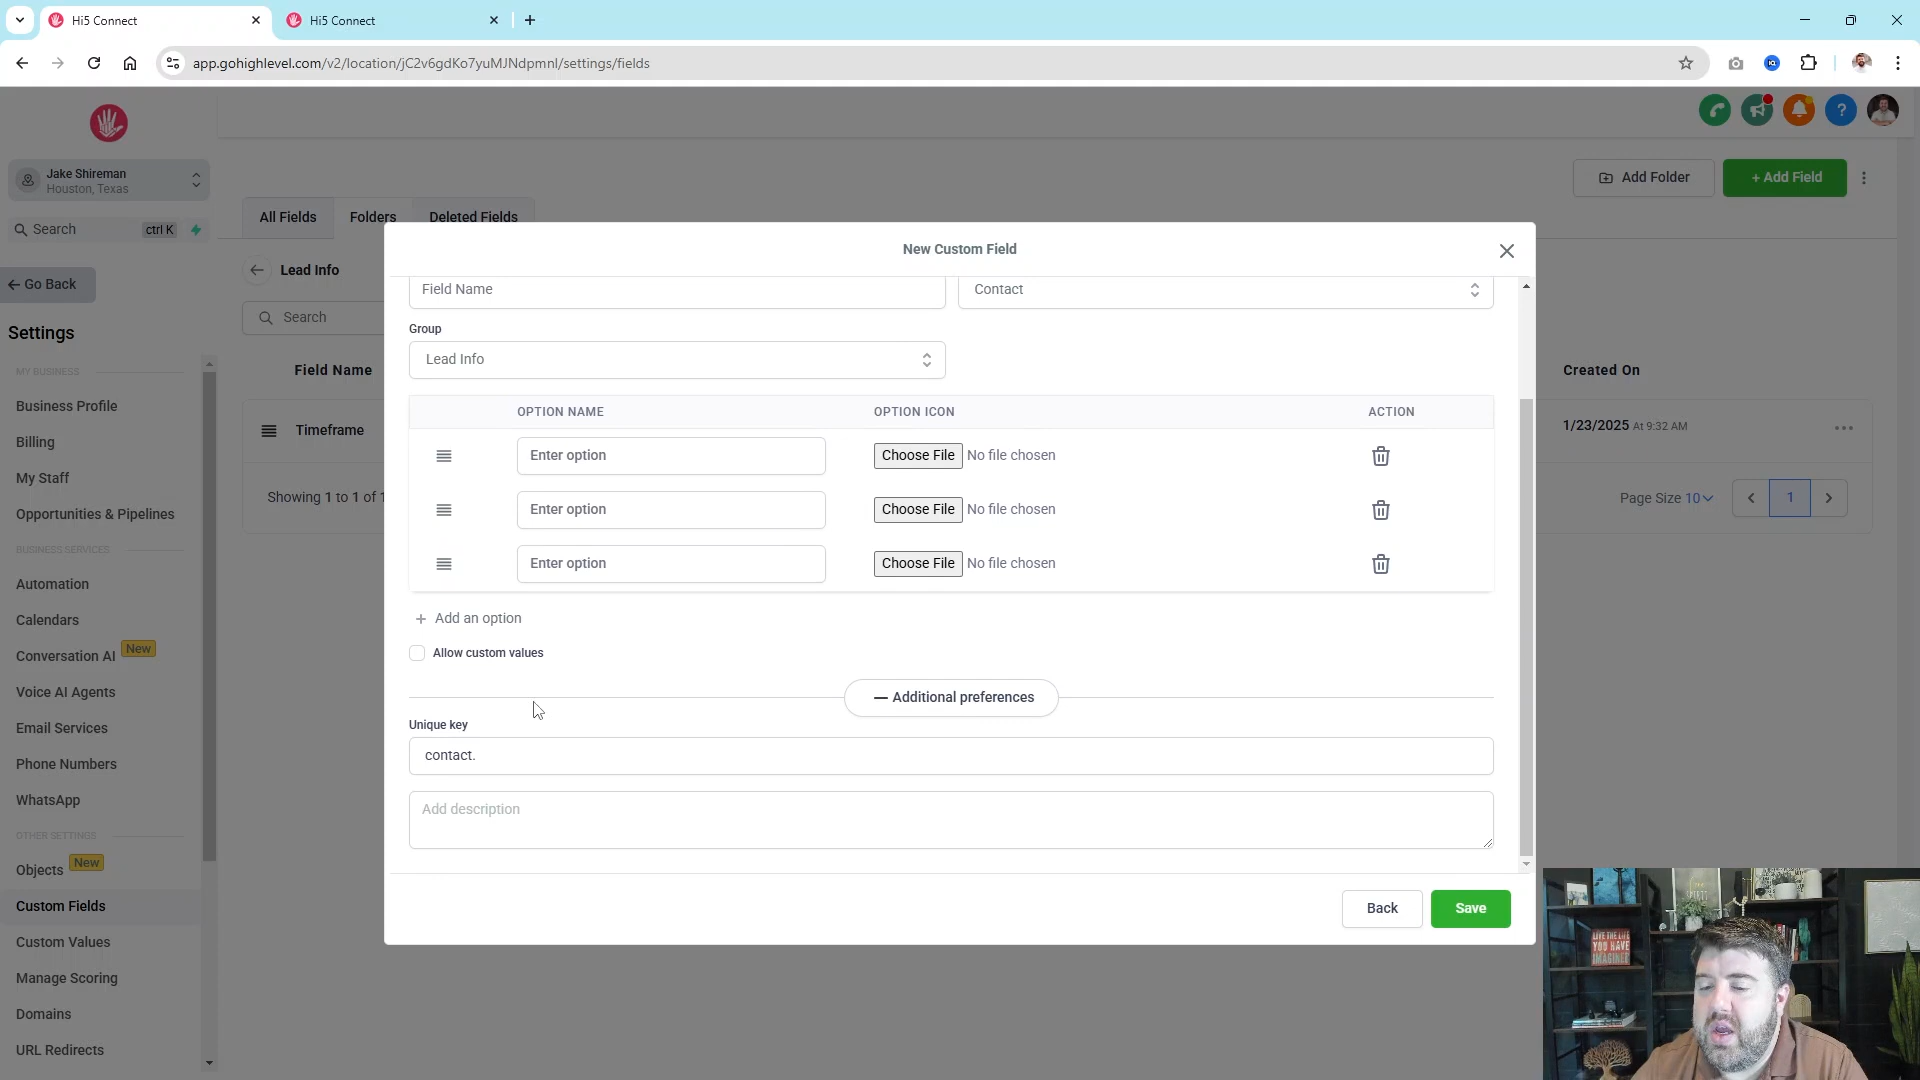 Hi5 Connect
Hi5 Connect
app.gohighlevel.com/v2/location/jC2v6gdKo7yuMJNdpmnl/settings/fields
Jake Shireman
Houston, Texas
Search
ctrl K
Go Back
Settings
MY BUSINESS
Business Profile
Billing
My Staff
Opportunities & Pipelines
BUSINESS SERVICES
Automation
Calendars
Conversation AI New
Voice AI Agents
Email Services
Phone Numbers
WhatsApp
OTHER SETTINGS
Objects New
Custom Fields
Custom Values
Manage Scoring
Domains
URL Redirects
Add Folder
+ Add Field
All Fields
Folders
Deleted Fields
Lead Info
Search
Field Name
Created On
Timeframe
1/23/2025 At 9:32 AM
Showing 1 to 1 of 1
Page Size 10
1
New Custom Field
Field Name
Contact
Group
Lead Info
OPTION NAME
OPTION ICON
ACTION
Enter option
Choose File No file chosen
Enter option
Choose File No file chosen
Enter option
Choose File No file chosen
+ Add an option
Allow custom values
— Additional preferences
Unique key
contact.
Add description
Back
Save
LIVE THE LIFE
YOU HAVE
IMAGINED